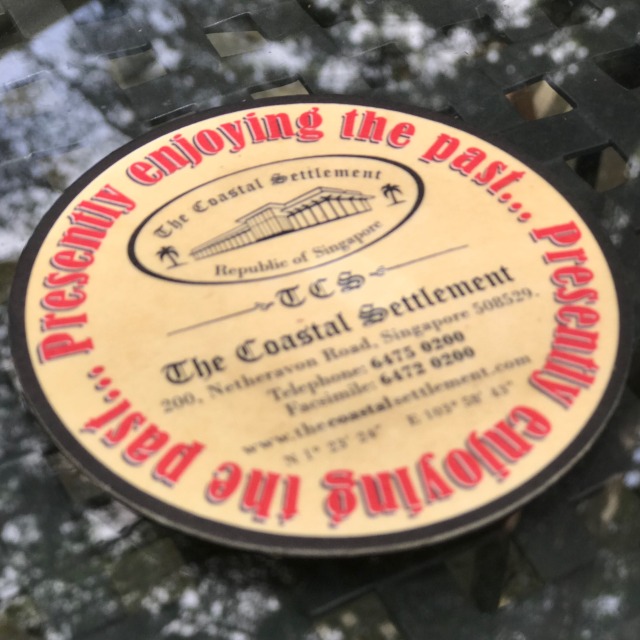 Presently enjoying the past...
Presently enjoying the past...
The Coastal Settlement
Republic of Singapore
TCS
The Coastal Settlement
200, Netheravon Road, Singapore 508529.
Telephone: 6475 0200
Facsimile: 6472 0200
www.thecoastalsettlement.com
N 1° 23' 24" E 103° 58' 45"